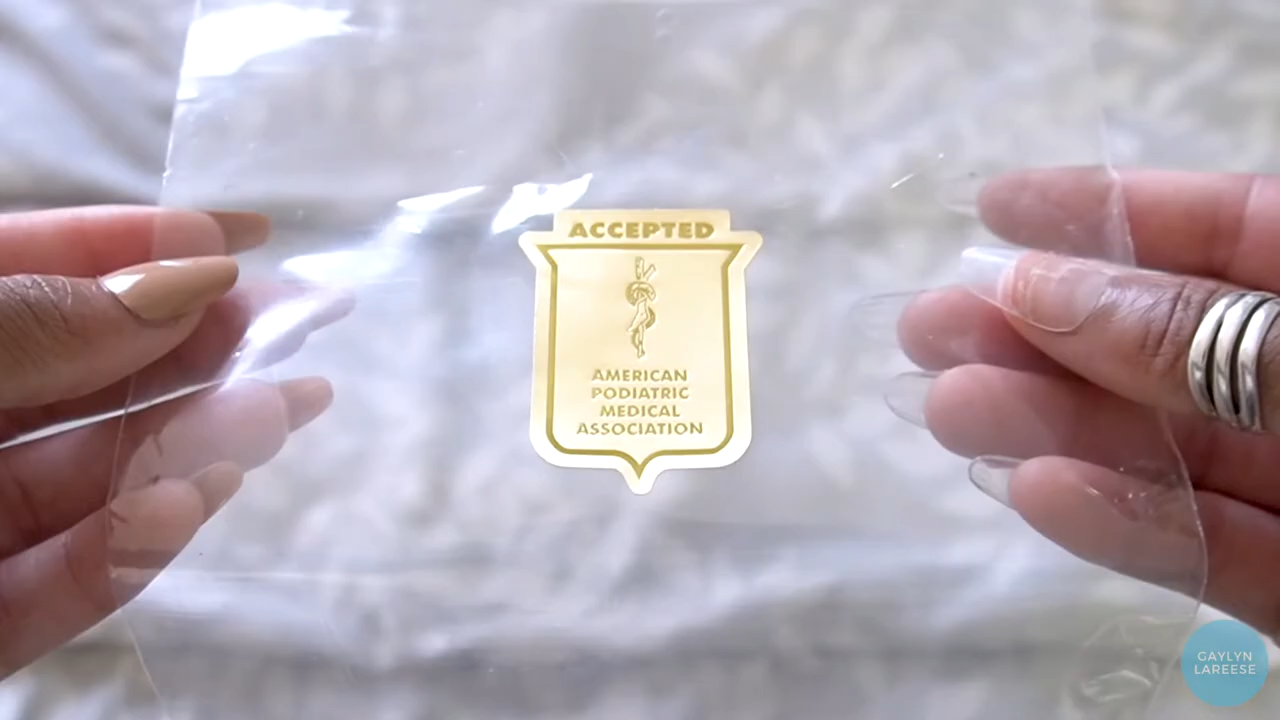 ACCEPTED
AMERICAN
PODIATRIC
MEDICAL
ASSOCIATION
GAYLYN
LAREESE